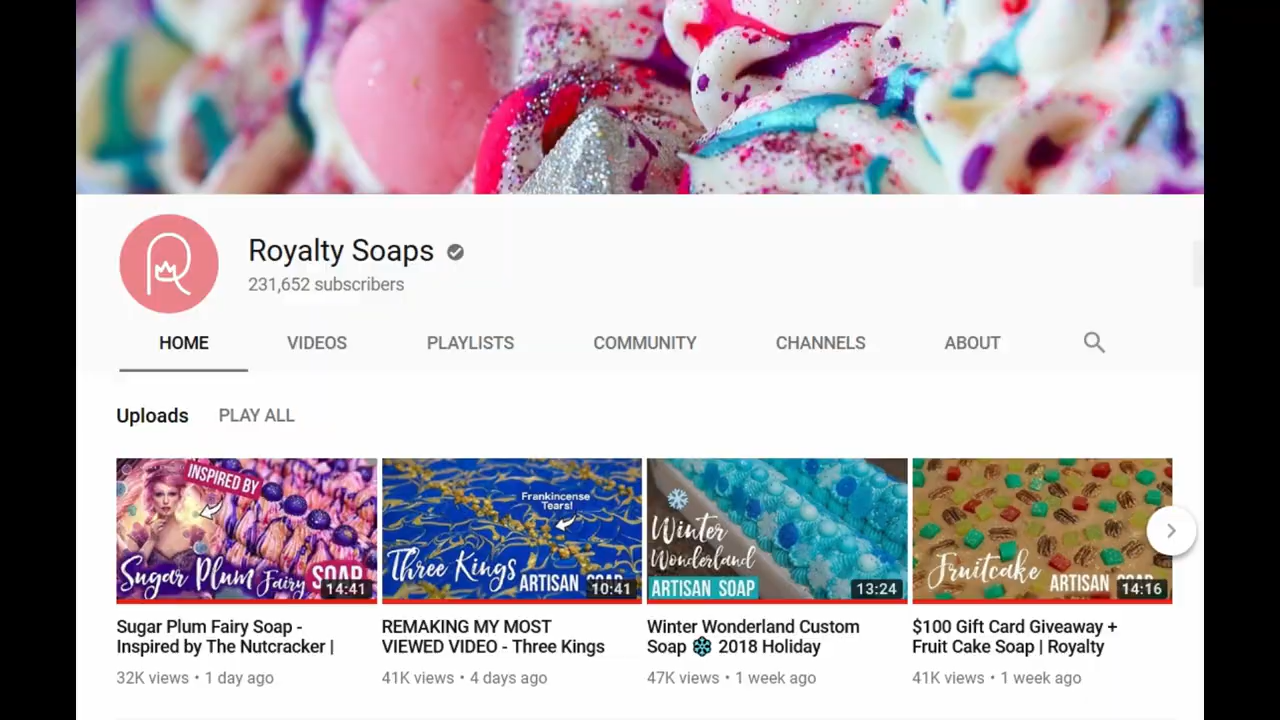 Royalty Soaps
231,652 subscribers
HOME VIDEOS PLAYLISTS COMMUNITY CHANNELS ABOUT
Uploads PLAY ALL
INSPIRED BY
Sugar Plum Fairy SOAP
14:41
Frankincense
Tears!
Three Kings ARTISAN SOAP
10:41
Winter
Wonderland
ARTISAN SOAP
13:24
Fruitcake ARTISAN SOAP
14:16
Sugar Plum Fairy Soap -
Inspired by The Nutcracker |
32K views • 1 day ago
REMAKING MY MOST
VIEWED VIDEO - Three Kings
41K views • 4 days ago
Winter Wonderland Custom
Soap ❄ 2018 Holiday
47K views • 1 week ago
$100 Gift Card Giveaway +
Fruit Cake Soap | Royalty
41K views • 1 week ago